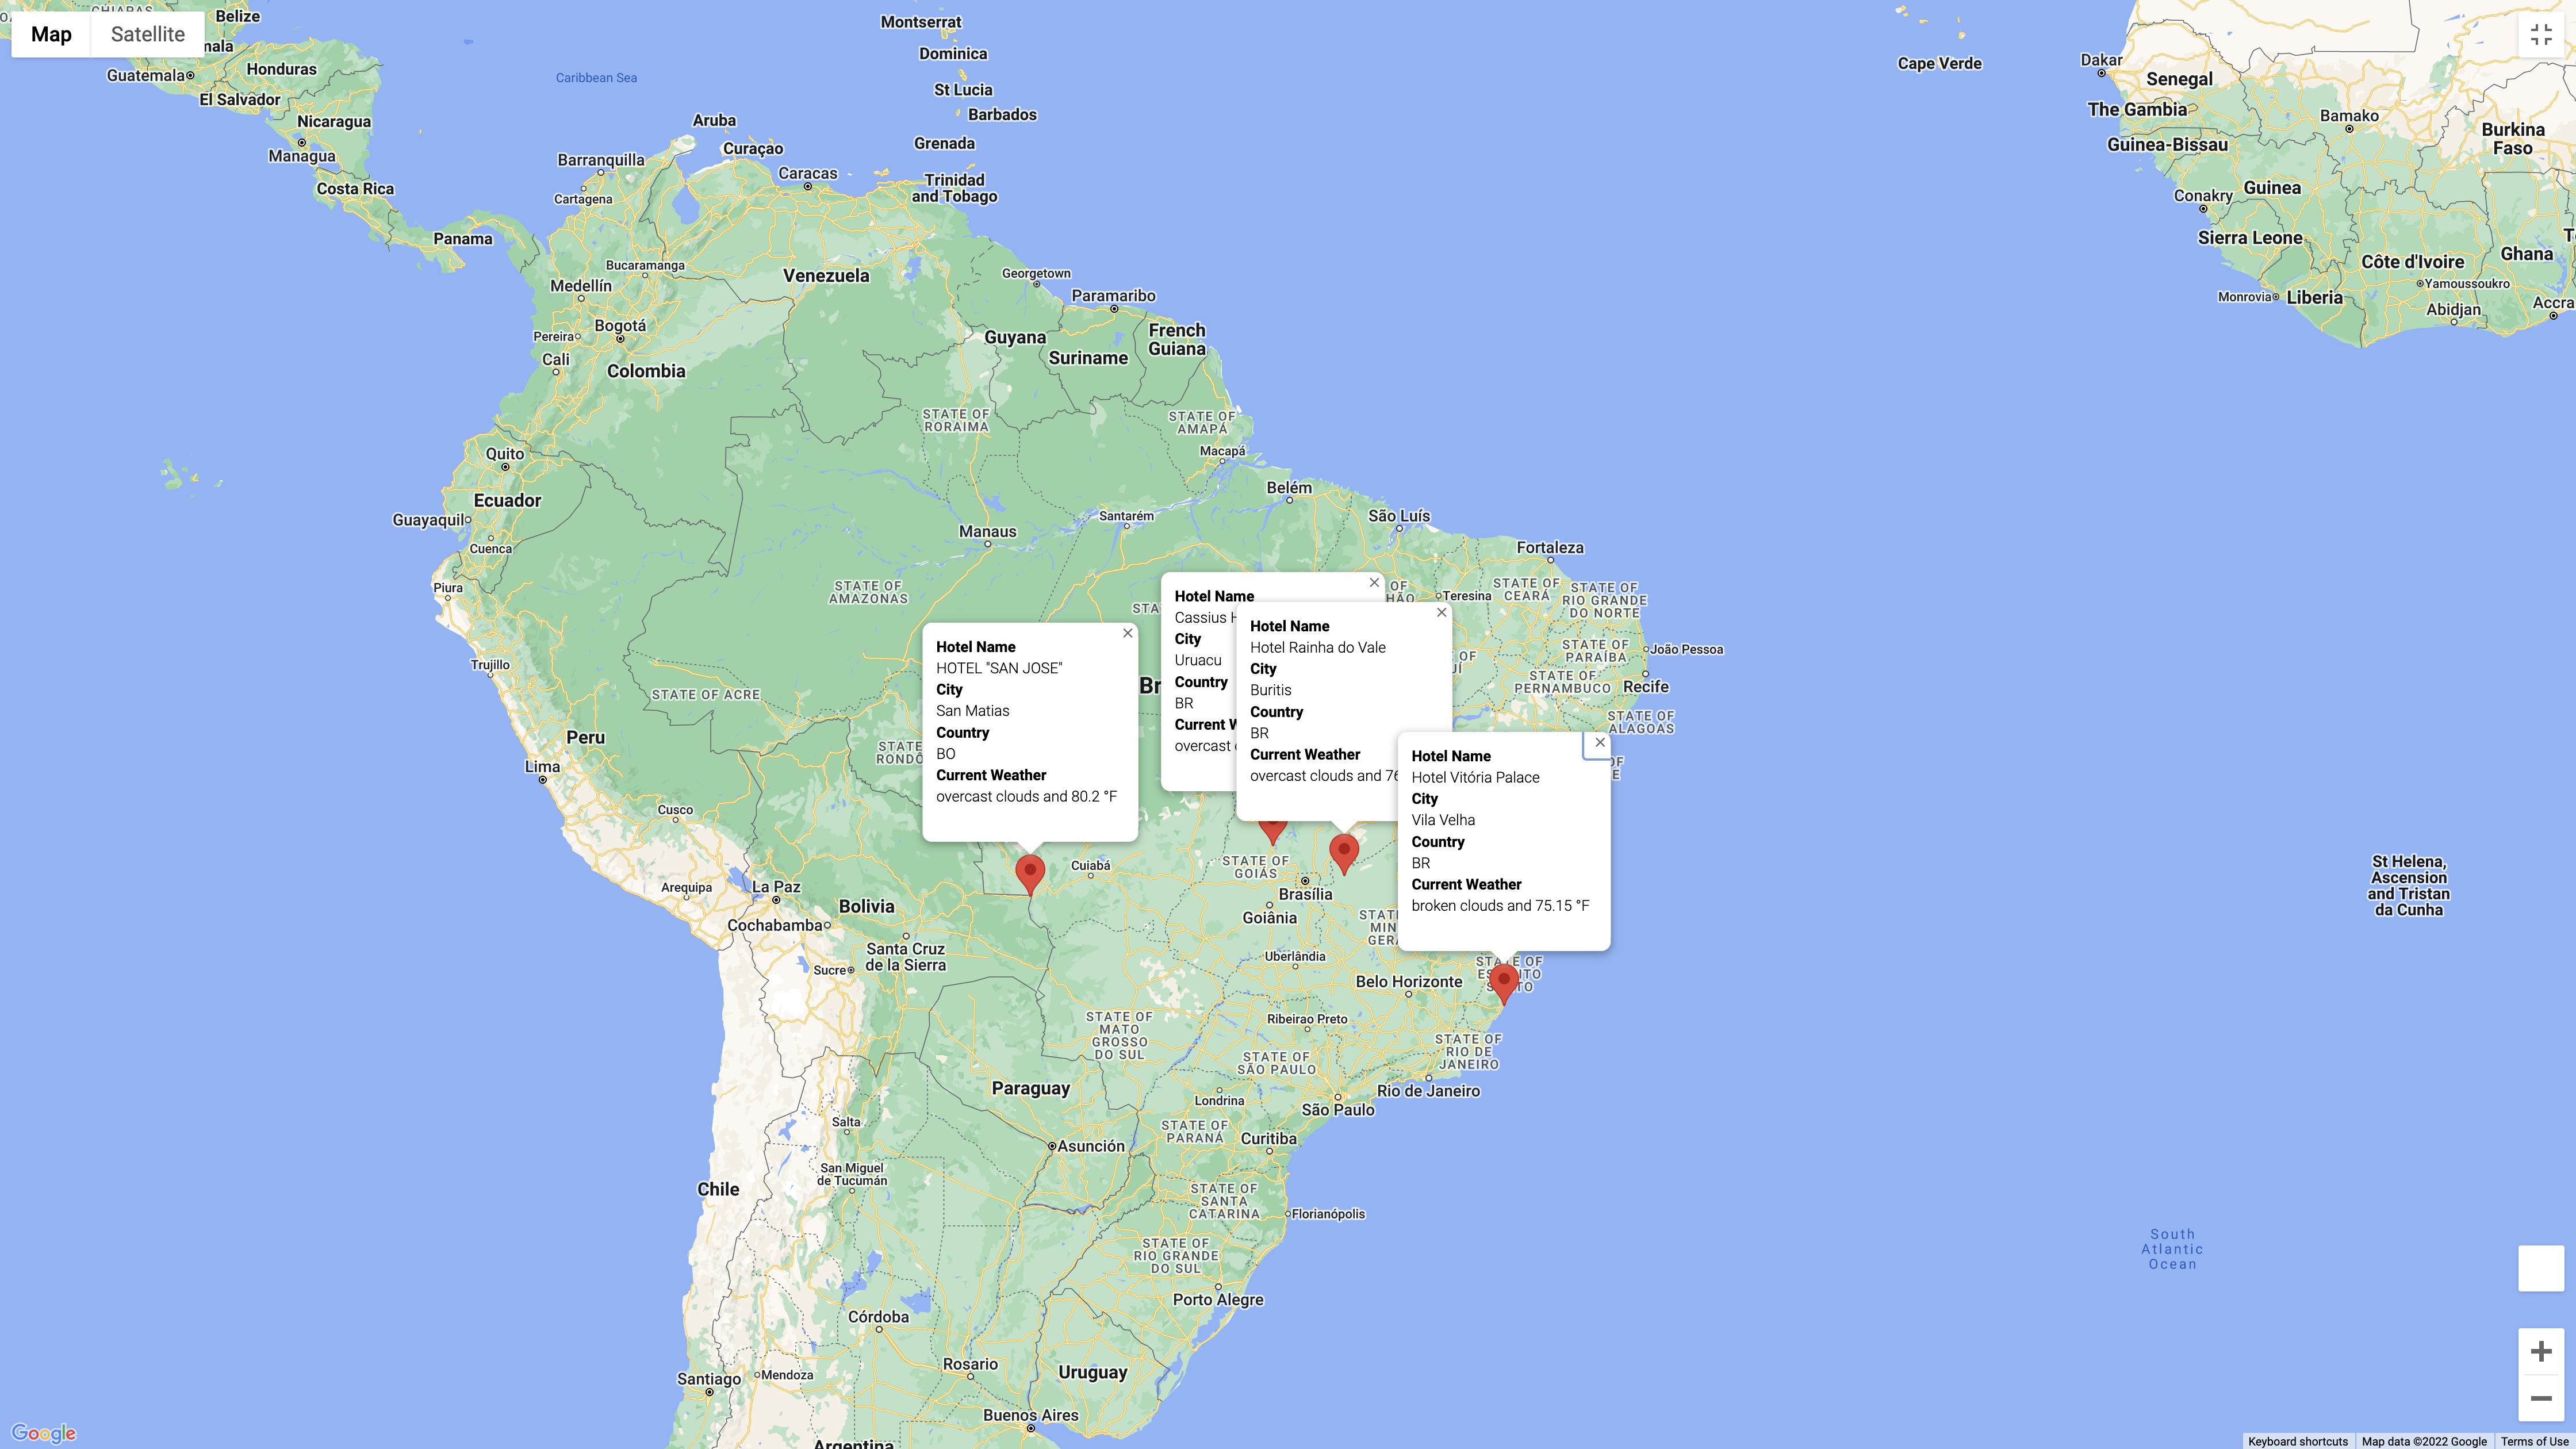 Map
Satellite
Belize
Guatemala
Honduras
El Salvador
Nicaragua
Managua
Costa Rica
Panama
Caribbean Sea
Montserrat
Dominica
St Lucia
Barbados
Grenada
Aruba
Curaçao
Trinidad
and Tobago
Barranquilla
Cartagena
Caracas
Cape Verde
Dakar
Senegal
The Gambia
Guinea-Bissau
Bamako
Burkina
Faso
Guinea
Conakry
Sierra Leone
Côte d'Ivoire
Ghana
Yamoussoukro
Monrovia
Liberia
Abidjan
Accra
Bucaramanga
Medellín
Venezuela
Georgetown
Paramaribo
Pereira
Bogotá
Cali
Colombia
Guyana
Suriname
French
Guiana
STATE OF
RORAIMA
STATE OF
AMAPÁ
Macapá
Quito
Ecuador
Guayaquil
Cuenca
Belém
Santarém
Manaus
São Luís
Fortaleza
Piura
STATE OF
AMAZONAS
Teresina
STATE OF
CEARÁ
STATE OF
RIO GRANDE
DO NORTE
Trujillo
STATE OF ACRE
STATE OF
PARAÍBA
João Pessoa
STATE OF
PERNAMBUCO
Recife
STATE OF
ALAGOAS
Hotel Name
HOTEL "SAN JOSE"
City
San Matias
Country
BO
Current Weather
overcast clouds and 80.2 °F
Hotel Name
Cassius
City
Uruacu
Country
BR
Current
overcast
Hotel Name
Hotel Rainha do Vale
City
Buritis
Country
BR
Current Weather
overcast clouds and
Hotel Name
Hotel Vitória Palace
City
Vila Velha
Country
BR
Current Weather
broken clouds and 75.15 °F
Peru
Lima
Cusco
Arequipa
La Paz
Bolivia
Cochabamba
Santa Cruz
de la Sierra
Sucre
Cuiabá
STATE OF
GOIÁS
Brasília
Goiânia
Uberlândia
Belo Horizonte
STATE OF
Ribeirao Preto
STATE OF
MATO
GROSSO
DO SUL
STATE OF
RIO DE
JANEIRO
STATE OF
SÃO PAULO
Paraguay
Londrina
São Paulo
Rio de Janeiro
Salta
Asunción
STATE OF
PARANÁ
Curitiba
San Miguel
de Tucumán
Chile
STATE OF
SANTA
CATARINA
Florianópolis
STATE OF
RIO GRANDE
DO SUL
Porto Alegre
Córdoba
Rosario
Uruguay
Santiago
Mendoza
Buenos Aires
Argentina
St Helena,
Ascension
and Tristan
da Cunha
South
Atlantic
Ocean
Google
Keyboard shortcuts
Map data ©2022 Google
Terms of Use